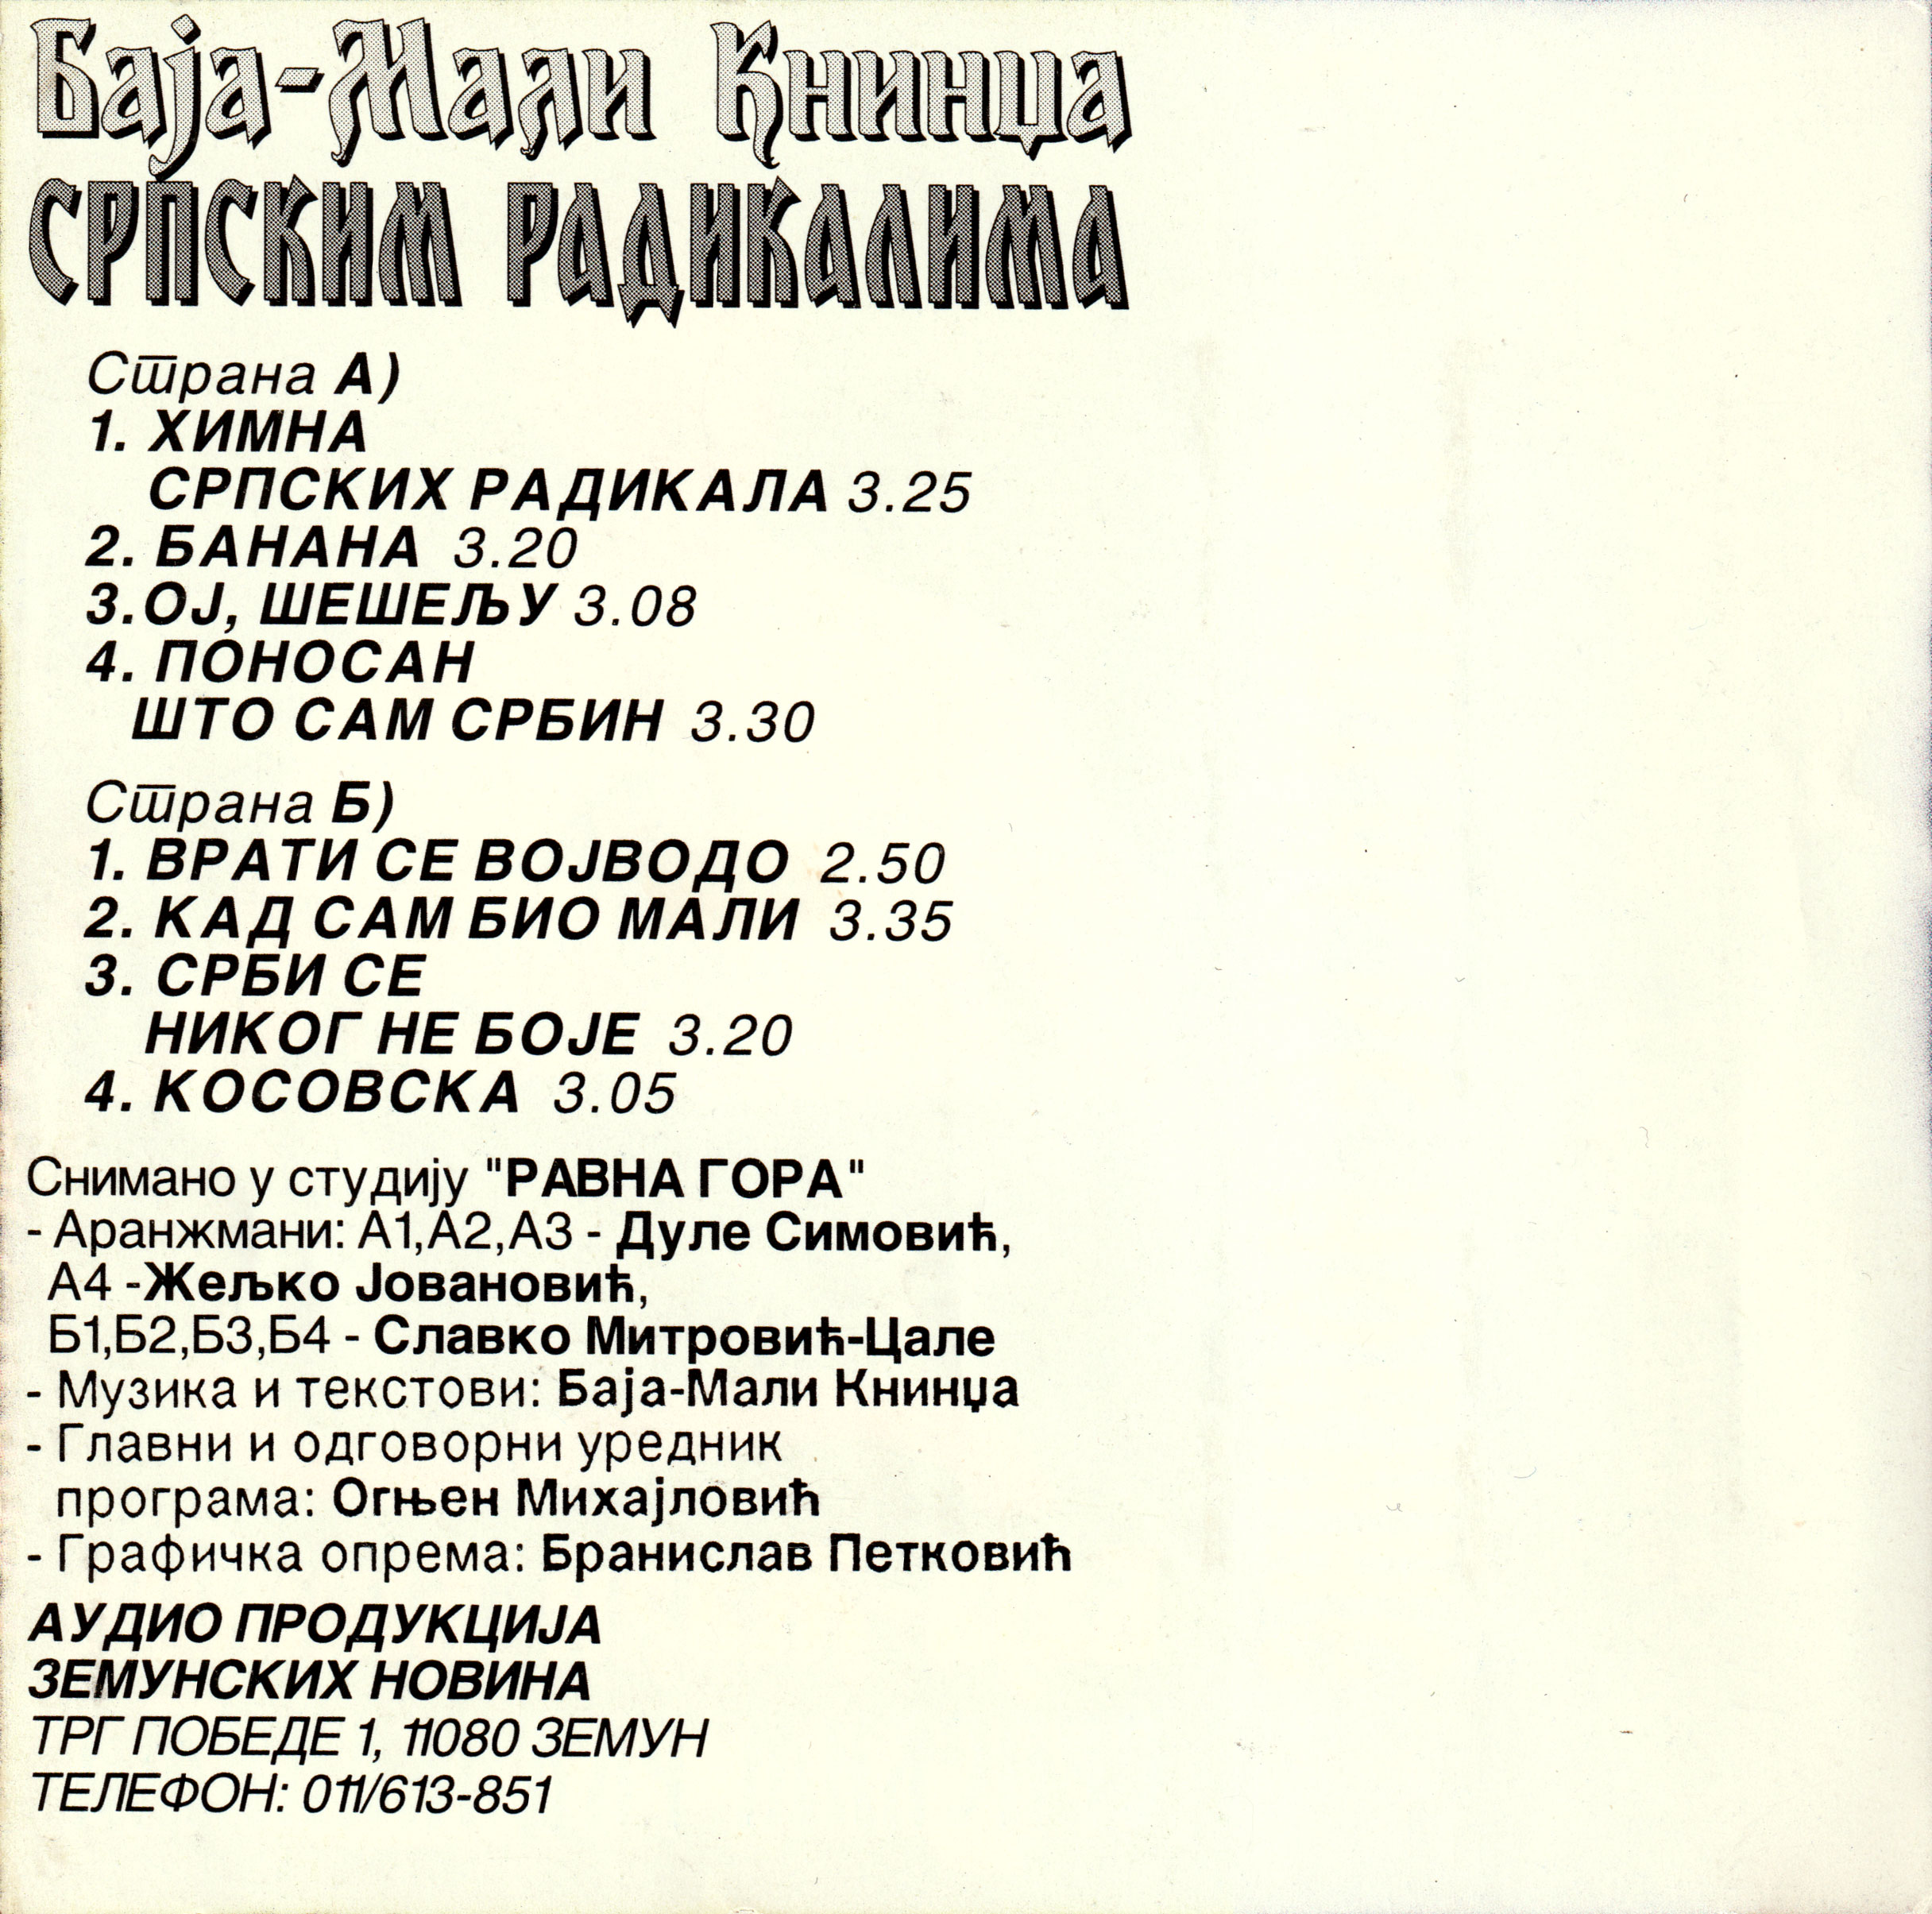 Баја-Мали Книнџа
СРПСКИМ РАДИКАЛИМА
Страна А)
1. ХИМНА
СРПСКИХ РАДИКАЛА 3.25
2. БАНАНА 3.20
3.ОЈ, ШЕШЕЉУ 3.08
4. ПОНОСАН
ШТО САМ СРБИН 3.30
Страна Б)
1. ВРАТИ СЕ ВОЈВОДО 2.50
2. КАД САМ БИО МАЛИ 3.35
3. СРБИ СЕ
НИКОГ НЕ БОЈЕ 3.20
4. КОСОВСКА 3.05
Снимано у студију "РАВНА ГОРА"
- Аранжмани: А1,А2,А3 - Дуле Симовић,
А4 -Жељко Јовановић,
Б1,Б2,Б3,Б4 - Славко Митровић-Цале
- Музика и текстови: Баја-Мали Книнџа
- Главни и одговорни уредник
програма: Огњен Михајловић
- Графичка опрема: Бранислав Петковић
АУДИО ПРОДУКЦИЈА
ЗЕМУНСКИХ НОВИНА
ТРГ ПОБЕДЕ 1, 11080 ЗЕМУН
ТЕЛЕФОН: 011/613-851